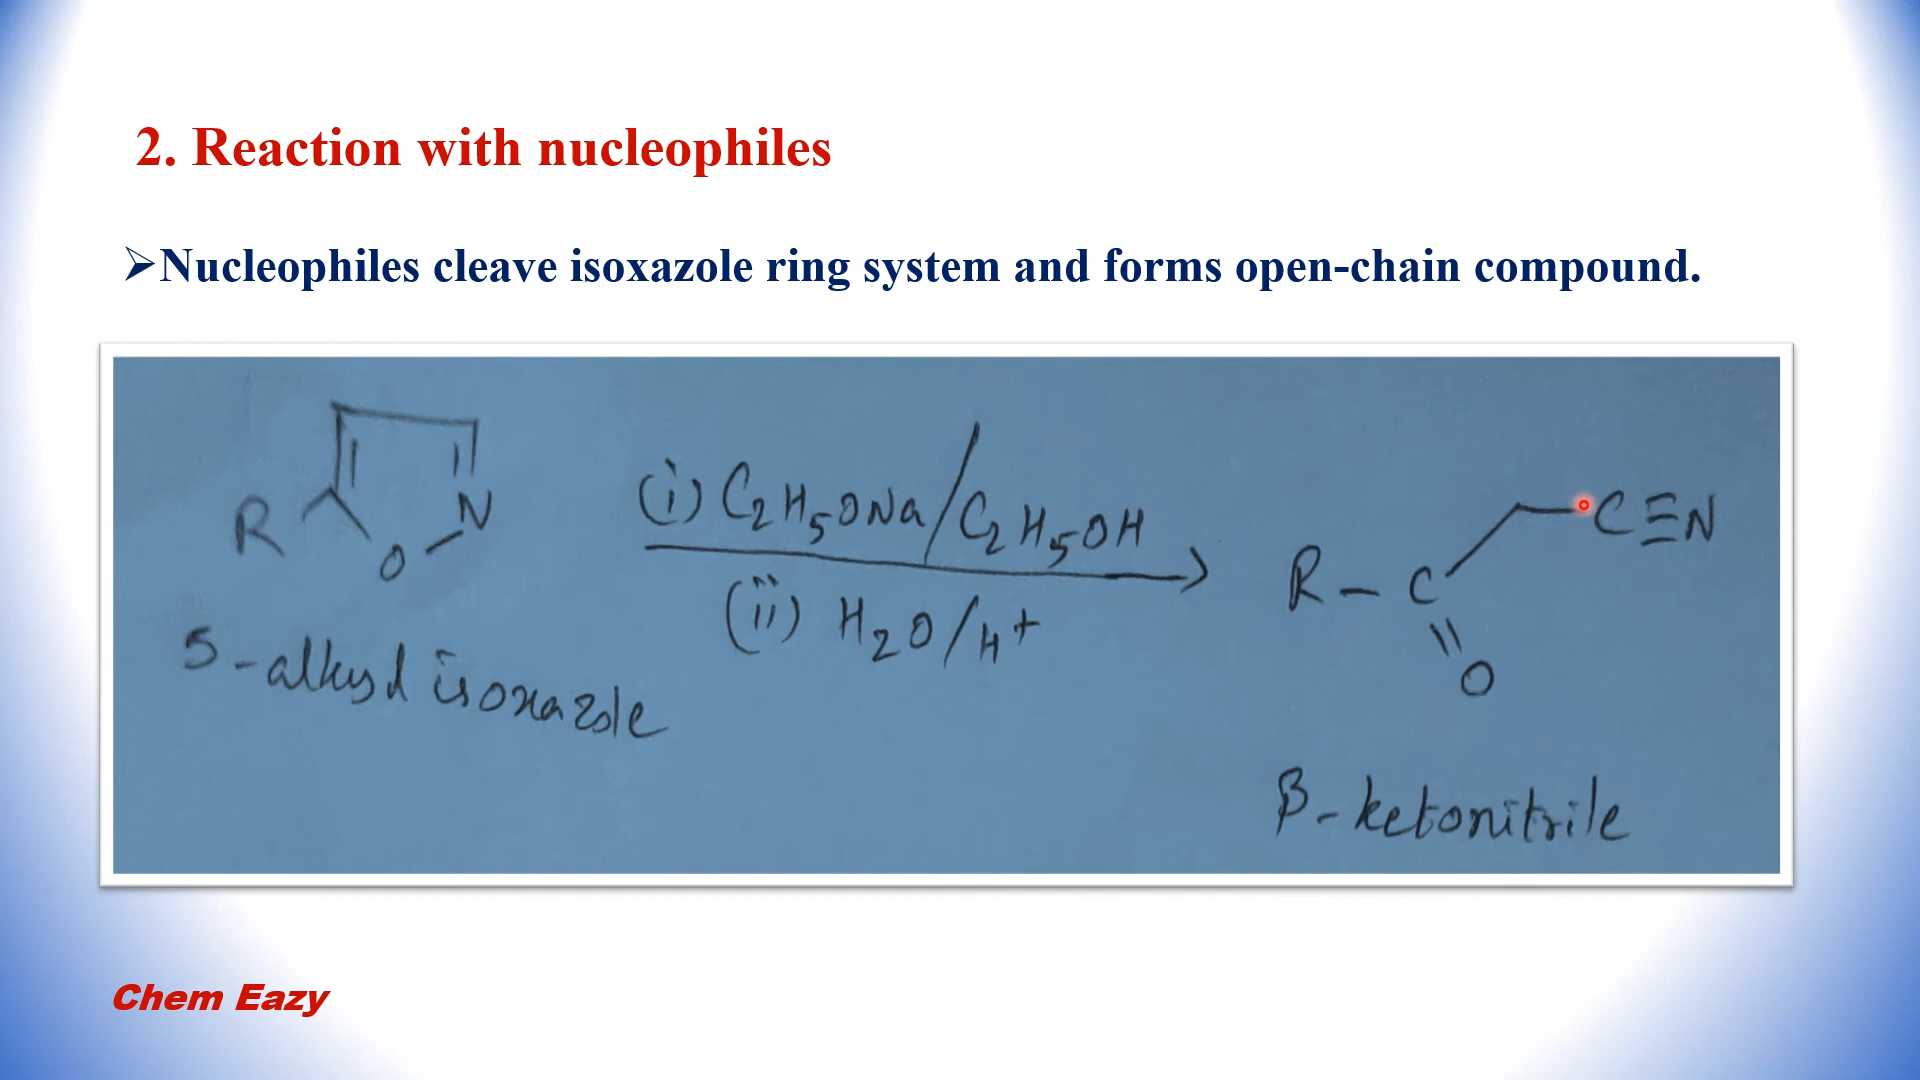 2. Reaction with nucleophiles
➢Nucleophiles cleave isoxazole ring system and forms open-chain compound.
R
N
O
5-alkyl isoxazole
(i) C₂H₅ONa/C₂H₅OH
(ii) H₂O/H⁺
C≡N
R-C
O
β-ketonitrile
Chem Eazy